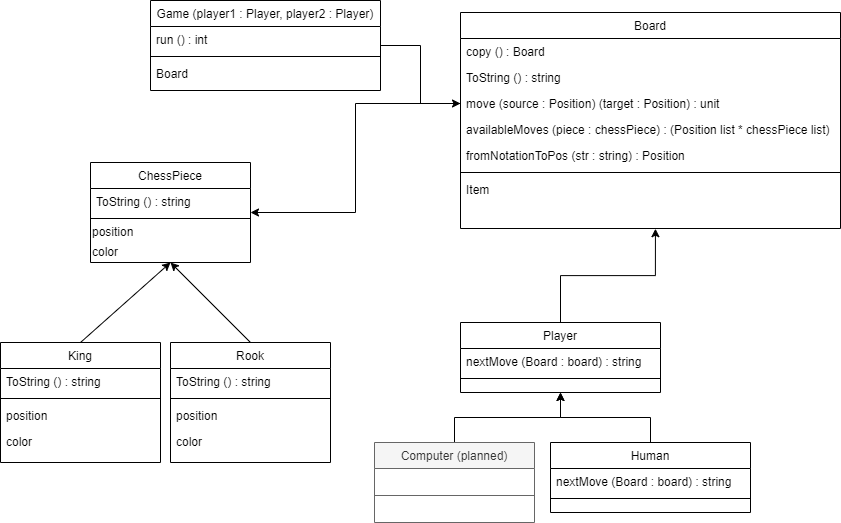 Game (player1 : Player, player2 : Player)
run () : int
Board
Board
copy () : Board
ToString () : string
move (source : Position) (target : Position) : unit
availableMoves (piece : chessPiece) : (Position list * chessPiece list)
fromNotationToPos (str : string) : Position
Item
ChessPiece
ToString () : string
position
color
King
ToString () : string
position
color
Rook
ToString () : string
position
color
Player
nextMove (Board : board) : string
Computer (planned)
Human
nextMove (Board : board) : string